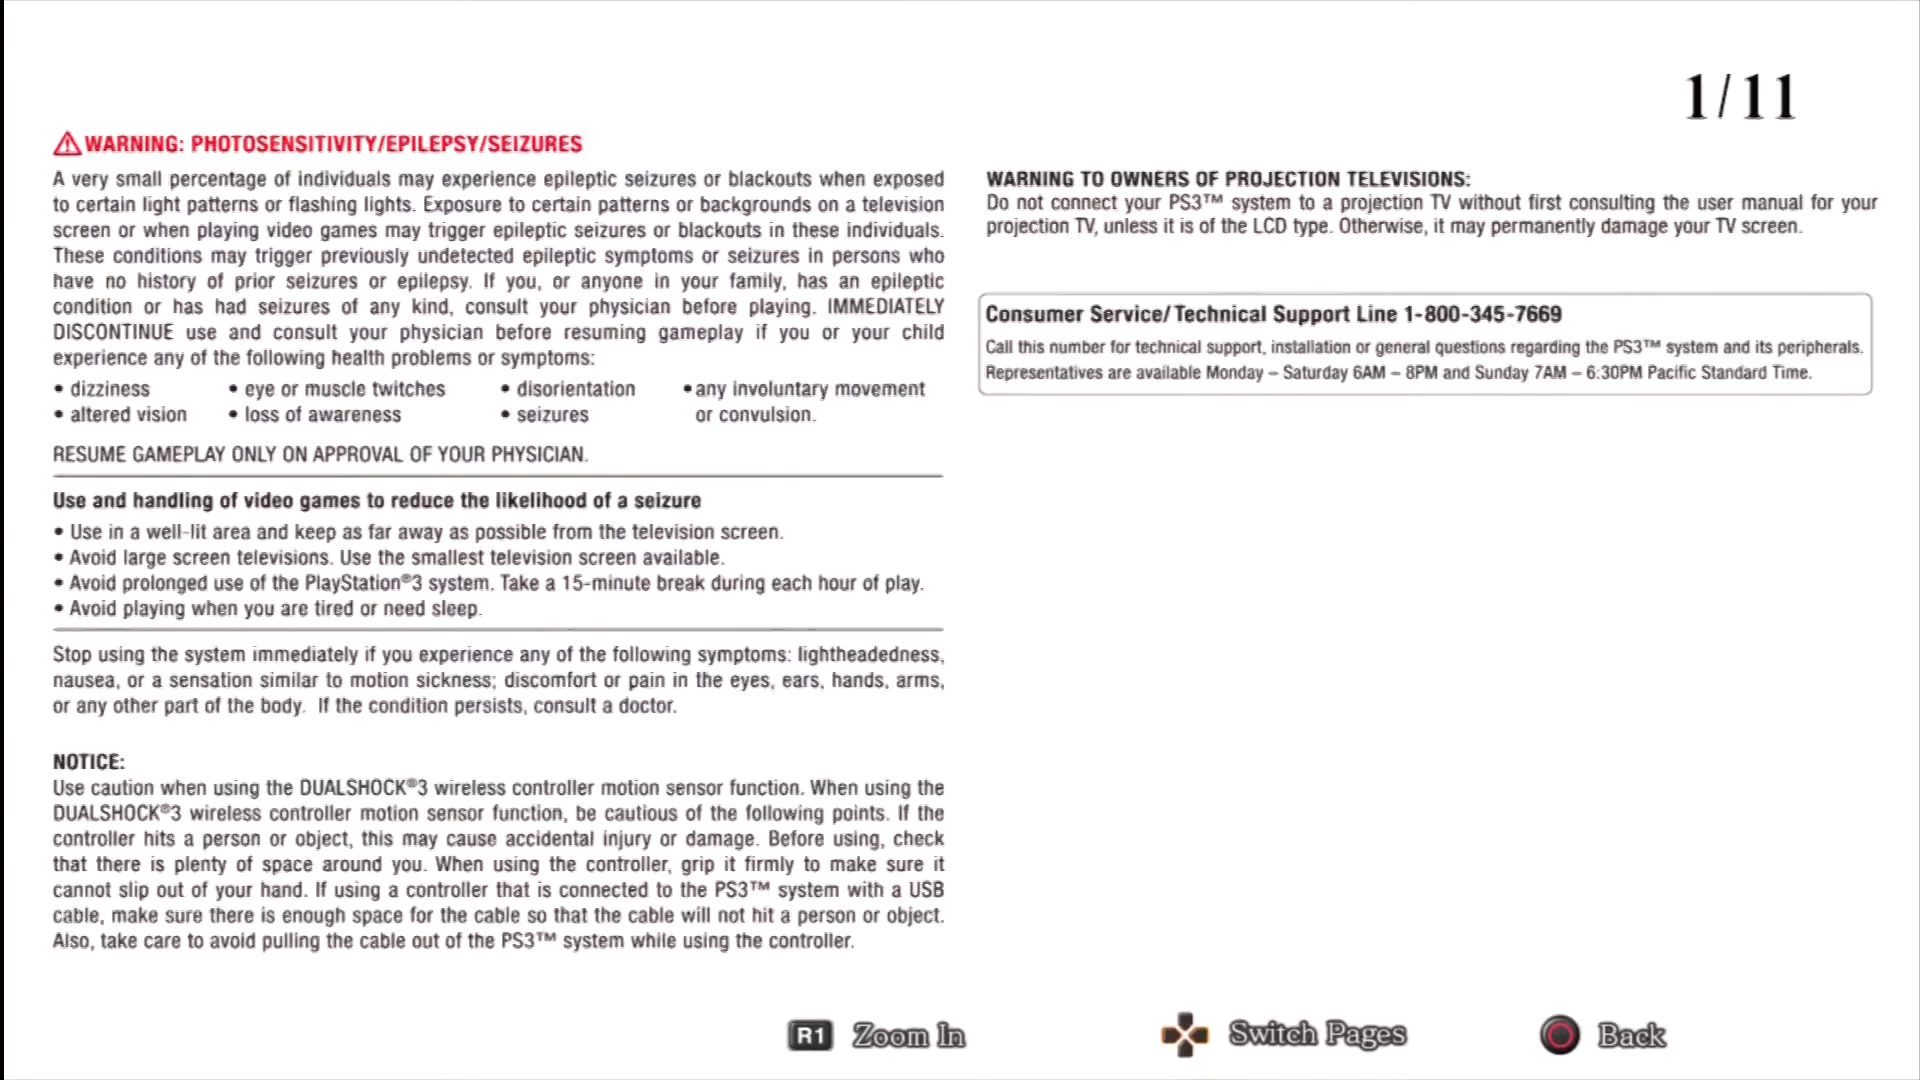 1/11
WARNING: PHOTOSENSITIVITY/EPILEPSY/SEIZURES
A very small percentage of individuals may experience epileptic seizures or blackouts when exposed
to certain light patterns or flashing lights. Exposure to certain patterns or backgrounds on a television
screen or when playing video games may trigger epileptic seizures or blackouts in these individuals.
These conditions may trigger previously undetected epileptic symptoms or seizures in persons who
have no history of prior seizures or epilepsy. If you, or anyone in your family, has an epileptic
condition or has had seizures of any kind, consult your physician before playing. IMMEDIATELY
DISCONTINUE use and consult your physician before resuming gameplay if you or your child
experience any of the following health problems or symptoms:
• dizziness • eye or muscle twitches • disorientation • any involuntary movement
• altered vision • loss of awareness • seizures or convulsion.
RESUME GAMEPLAY ONLY ON APPROVAL OF YOUR PHYSICIAN.
Use and handling of video games to reduce the likelihood of a seizure
• Use in a well-lit area and keep as far away as possible from the television screen.
• Avoid large screen televisions. Use the smallest television screen available.
• Avoid prolonged use of the PlayStation®3 system. Take a 15-minute break during each hour of play.
• Avoid playing when you are tired or need sleep.
Stop using the system immediately if you experience any of the following symptoms: lightheadedness,
nausea, or a sensation similar to motion sickness; discomfort or pain in the eyes, ears, hands, arms,
or any other part of the body. If the condition persists, consult a doctor.
NOTICE:
Use caution when using the DUALSHOCK®3 wireless controller motion sensor function. When using the
DUALSHOCK®3 wireless controller motion sensor function, be cautious of the following points. If the
controller hits a person or object, this may cause accidental injury or damage. Before using, check
that there is plenty of space around you. When using the controller, grip it firmly to make sure it
cannot slip out of your hand. If using a controller that is connected to the PS3™ system with a USB
cable, make sure there is enough space for the cable so that the cable will not hit a person or object.
Also, take care to avoid pulling the cable out of the PS3™ system while using the controller.
WARNING TO OWNERS OF PROJECTION TELEVISIONS:
Do not connect your PS3™ system to a projection TV without first consulting the user manual for your
projection TV, unless it is of the LCD type. Otherwise, it may permanently damage your TV screen.
Consumer Service/Technical Support Line 1-800-345-7669
Call this number for technical support, installation or general questions regarding the PS3™ system and its peripherals.
Representatives are available Monday – Saturday 6AM – 8PM and Sunday 7AM – 6:30PM Pacific Standard Time.
R1 Zoom In Switch Pages Back